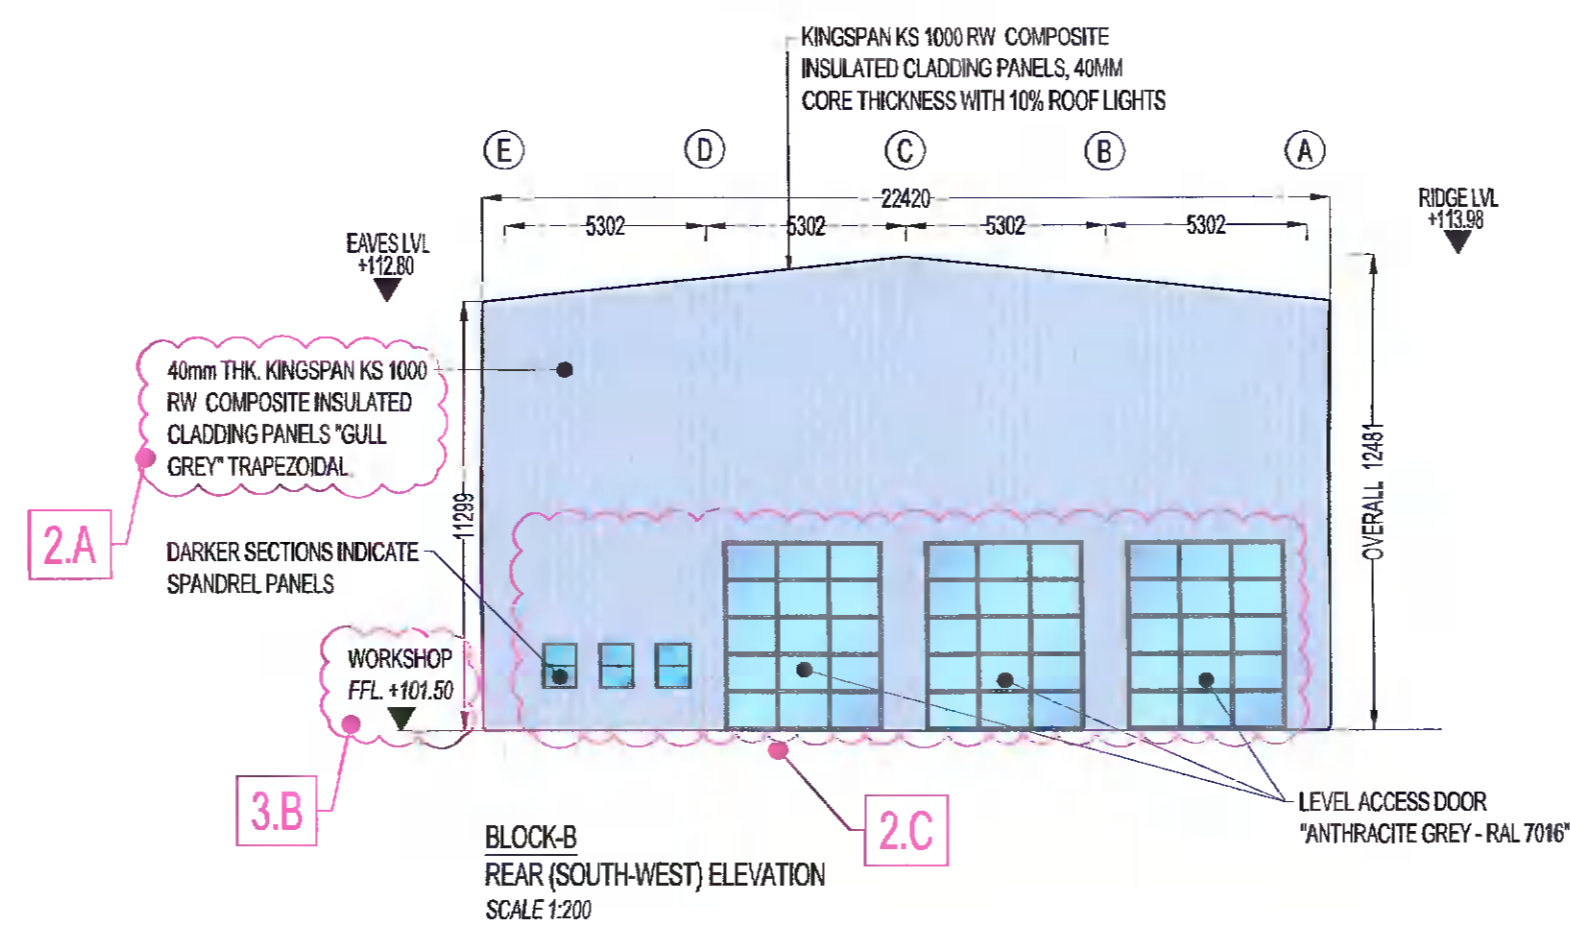 KINGSPAN KS 1000 RW COMPOSITE
INSULATED CLADDING PANELS, 40MM
CORE THICKNESS WITH 10% ROOF LIGHTS
E
D
C
B
A
22420
5302
5302
5302
5302
RIDGE LVL
+113.98
EAVES LVL
+112.80
40mm THK. KINGSPAN KS 1000
RW COMPOSITE INSULATED
CLADDING PANELS "GULL
GREY" TRAPEZOIDAL.
2.A
11299
OVERALL 12481
DARKER SECTIONS INDICATE
SPANDREL PANELS
WORKSHOP
FFL. +101.50
3.B
2.C
LEVEL ACCESS DOOR
"ANTHRACITE GREY - RAL 7016"
BLOCK-B
REAR (SOUTH-WEST) ELEVATION
SCALE 1:200